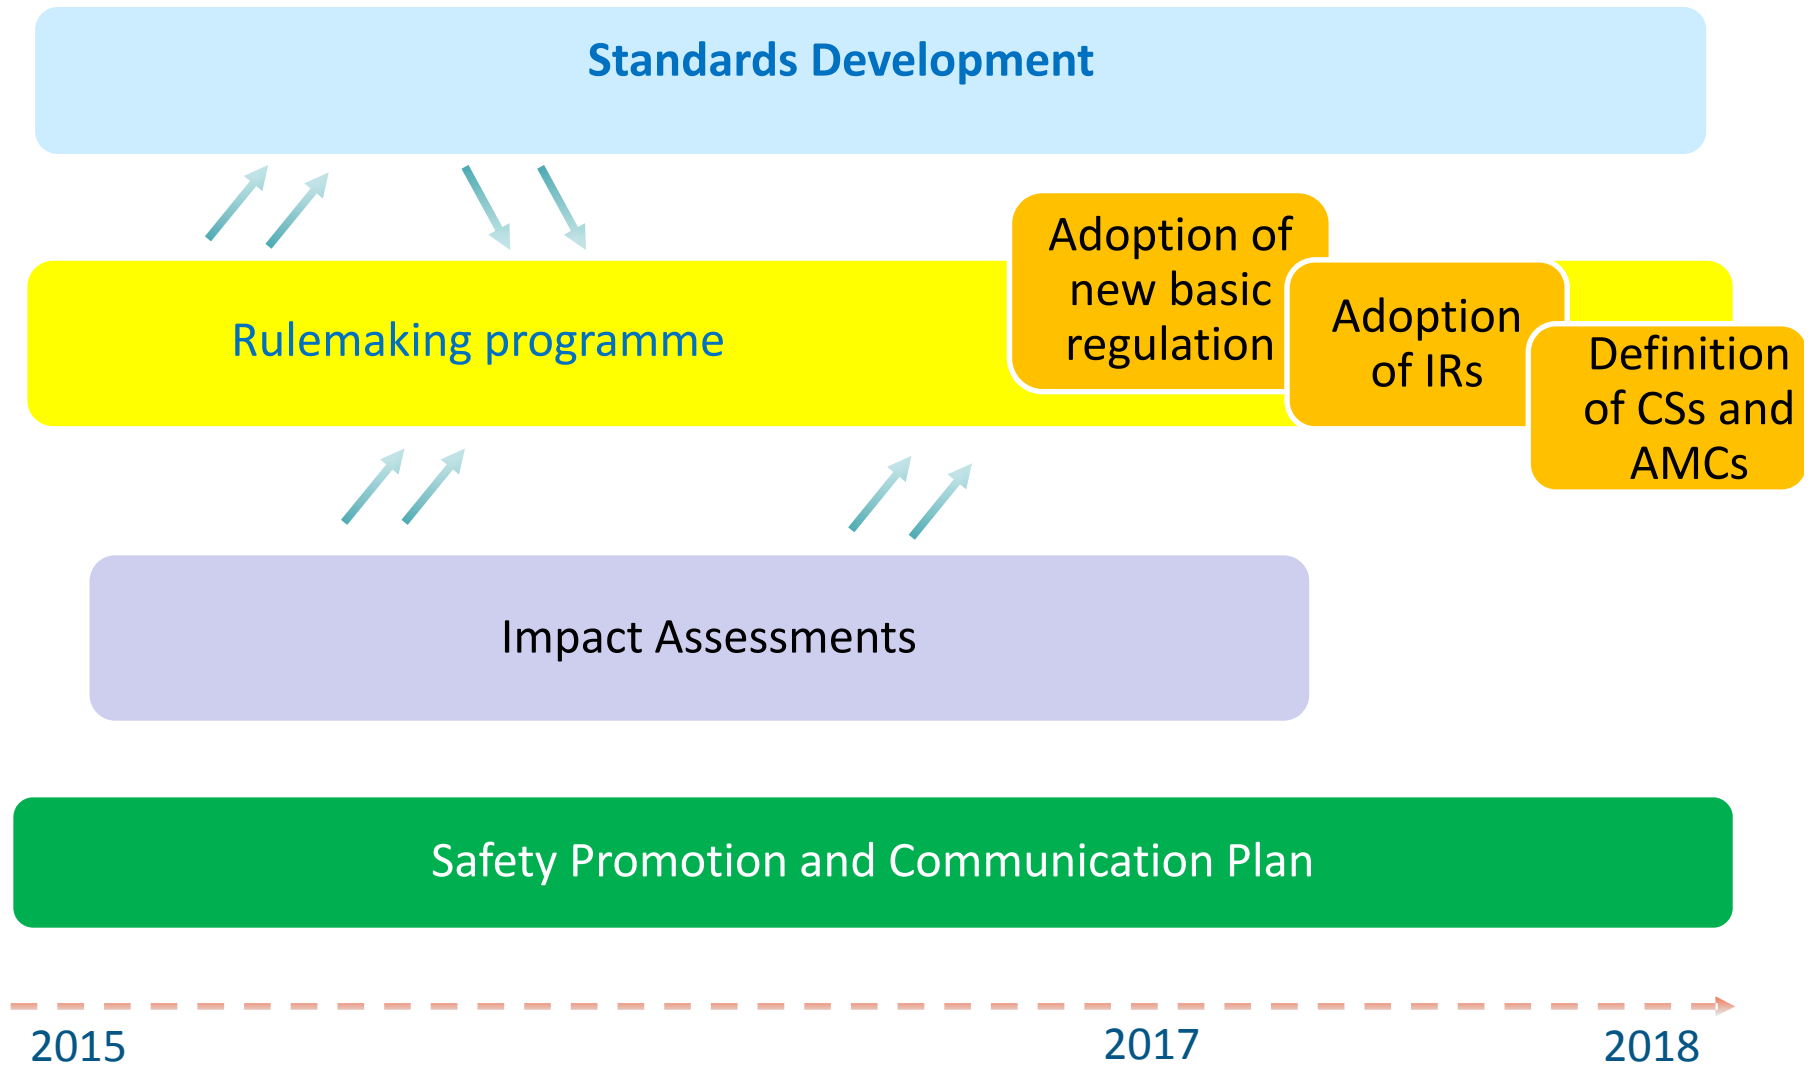 Standards Development
Adoption of
new basic
regulation
Rulemaking programme
Adoption
of IRs
Definition
of CSs and
AMCs
Impact Assessments
Safety Promotion and Communication Plan
2015
2017
2018